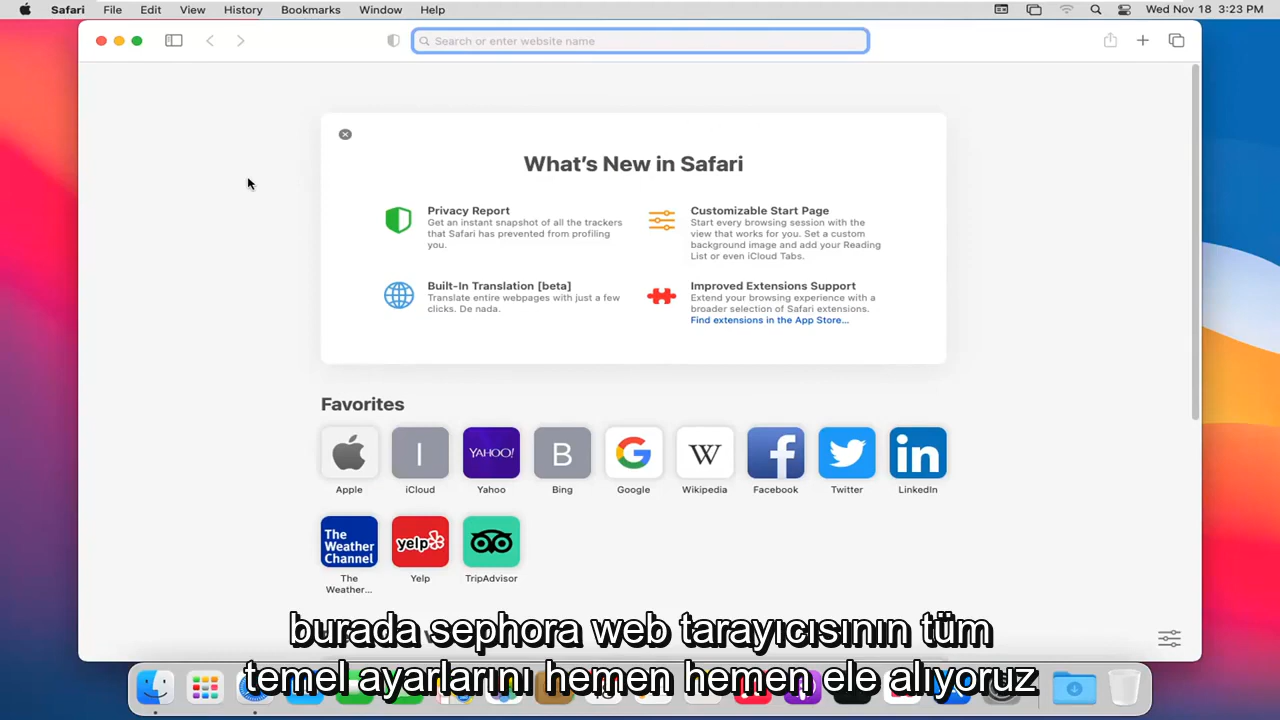 Safari File Edit View History Bookmarks Window Help Wed Nov 18 3:23 PM
Search or enter website name
What's New in Safari
Privacy Report
Get an instant snapshot of all the trackers
that Safari has prevented from profiling
you.
Customizable Start Page
Start every browsing session with the
view that works for you. Set a custom
background image and add your Reading
List or even iCloud Tabs.
Built-In Translation [beta]
Translate entire webpages with just a few
clicks. De nada.
Improved Extensions Support
Extend your browsing experience with a
broader selection of Safari extensions.
Find extensions in the App Store...
Favorites
I YAHOO! B G W f in
Apple iCloud Yahoo Bing Google Wikipedia Facebook Twitter LinkedIn
The
Weather
Channel
yelp
The
Weather...
Yelp
TripAdvisor
burada sephora web tarayıcısının tüm
temel ayarlarını hemen hemen ele alıyoruz